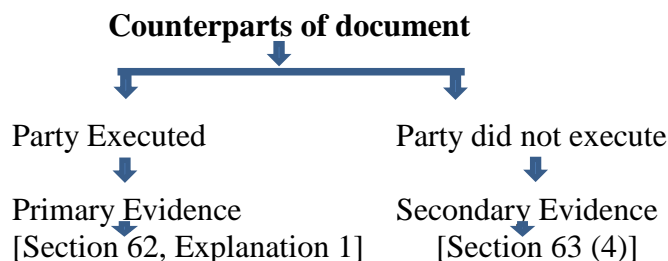 Counterparts of document
Party Executed
Party did not execute
Primary Evidence
Secondary Evidence
[Section 62, Explanation 1]
[Section 63 (4)]